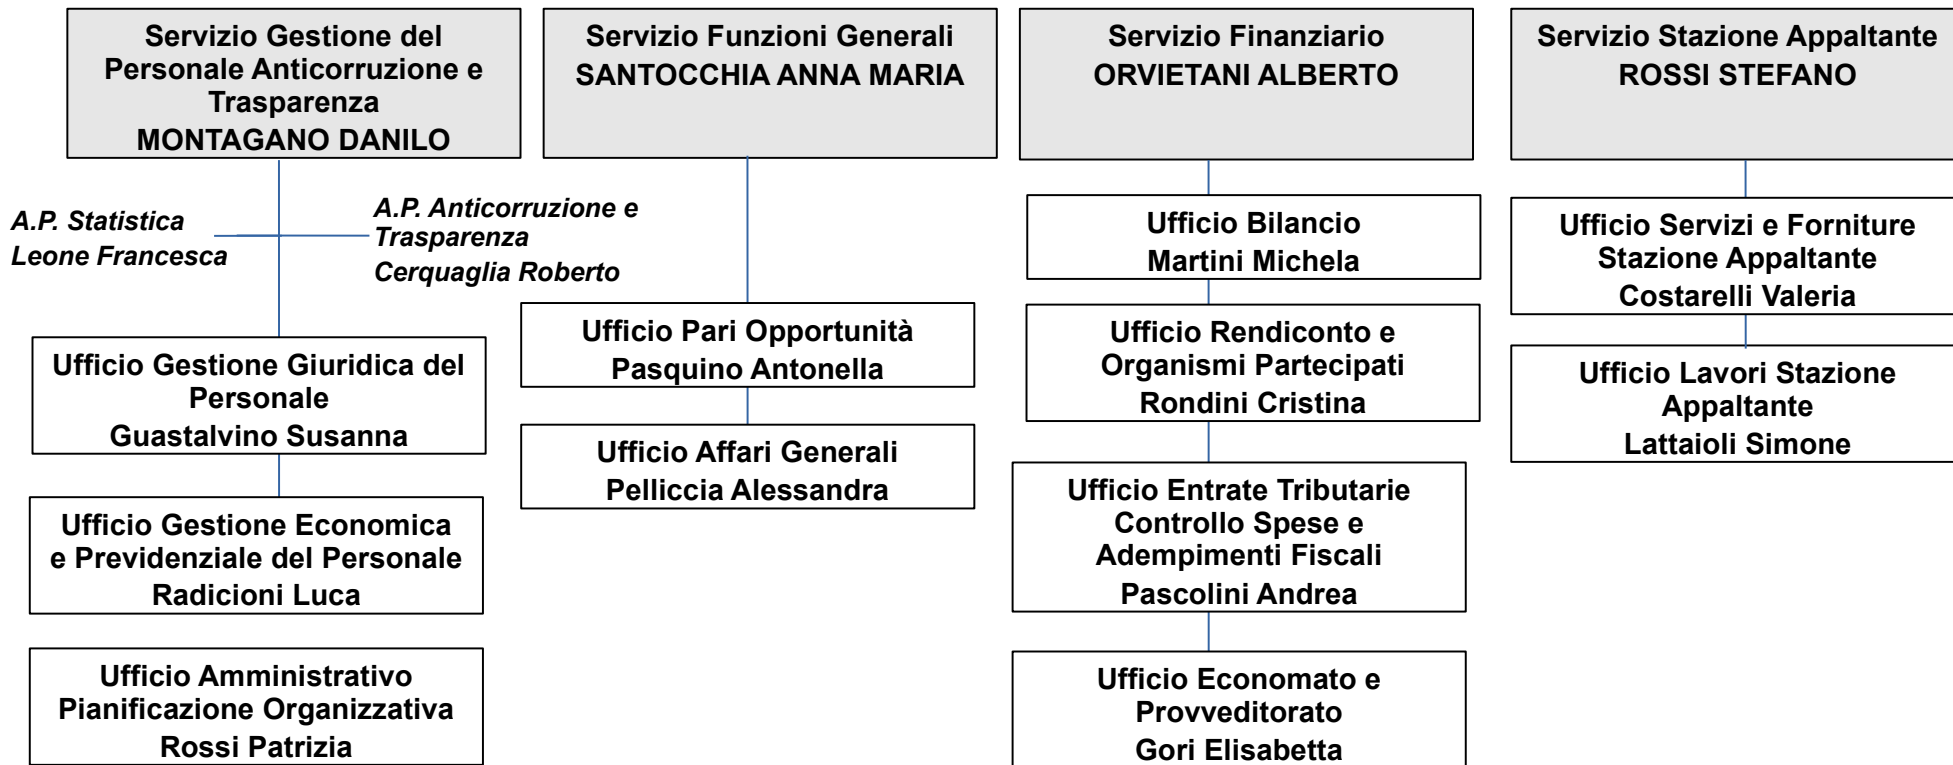 Servizio Gestione del
Personale Anticorruzione e
Trasparenza
MONTAGANO DANILO
A.P. Statistica
Leone Francesca
A.P. Anticorruzione e
Trasparenza
Cerquaglia Roberto
Ufficio Gestione Giuridica del
Personale
Guastalvino Susanna
Ufficio Gestione Economica
e Previdenziale del Personale
Radicioni Luca
Ufficio Amministrativo
Pianificazione Organizzativa
Rossi Patrizia
Servizio Funzioni Generali
SANTOCCHIA ANNA MARIA
Ufficio Pari Opportunità
Pasquino Antonella
Ufficio Affari Generali
Pelliccia Alessandra
Servizio Finanziario
ORVIETANI ALBERTO
Ufficio Bilancio
Martini Michela
Ufficio Rendiconto e
Organismi Partecipati
Rondini Cristina
Ufficio Entrate Tributarie
Controllo Spese e
Adempimenti Fiscali
Pascolini Andrea
Ufficio Economato e
Provveditorato
Gori Elisabetta
Servizio Stazione Appaltante
ROSSI STEFANO
Ufficio Servizi e Forniture
Stazione Appaltante
Costarelli Valeria
Ufficio Lavori Stazione
Appaltante
Lattaioli Simone